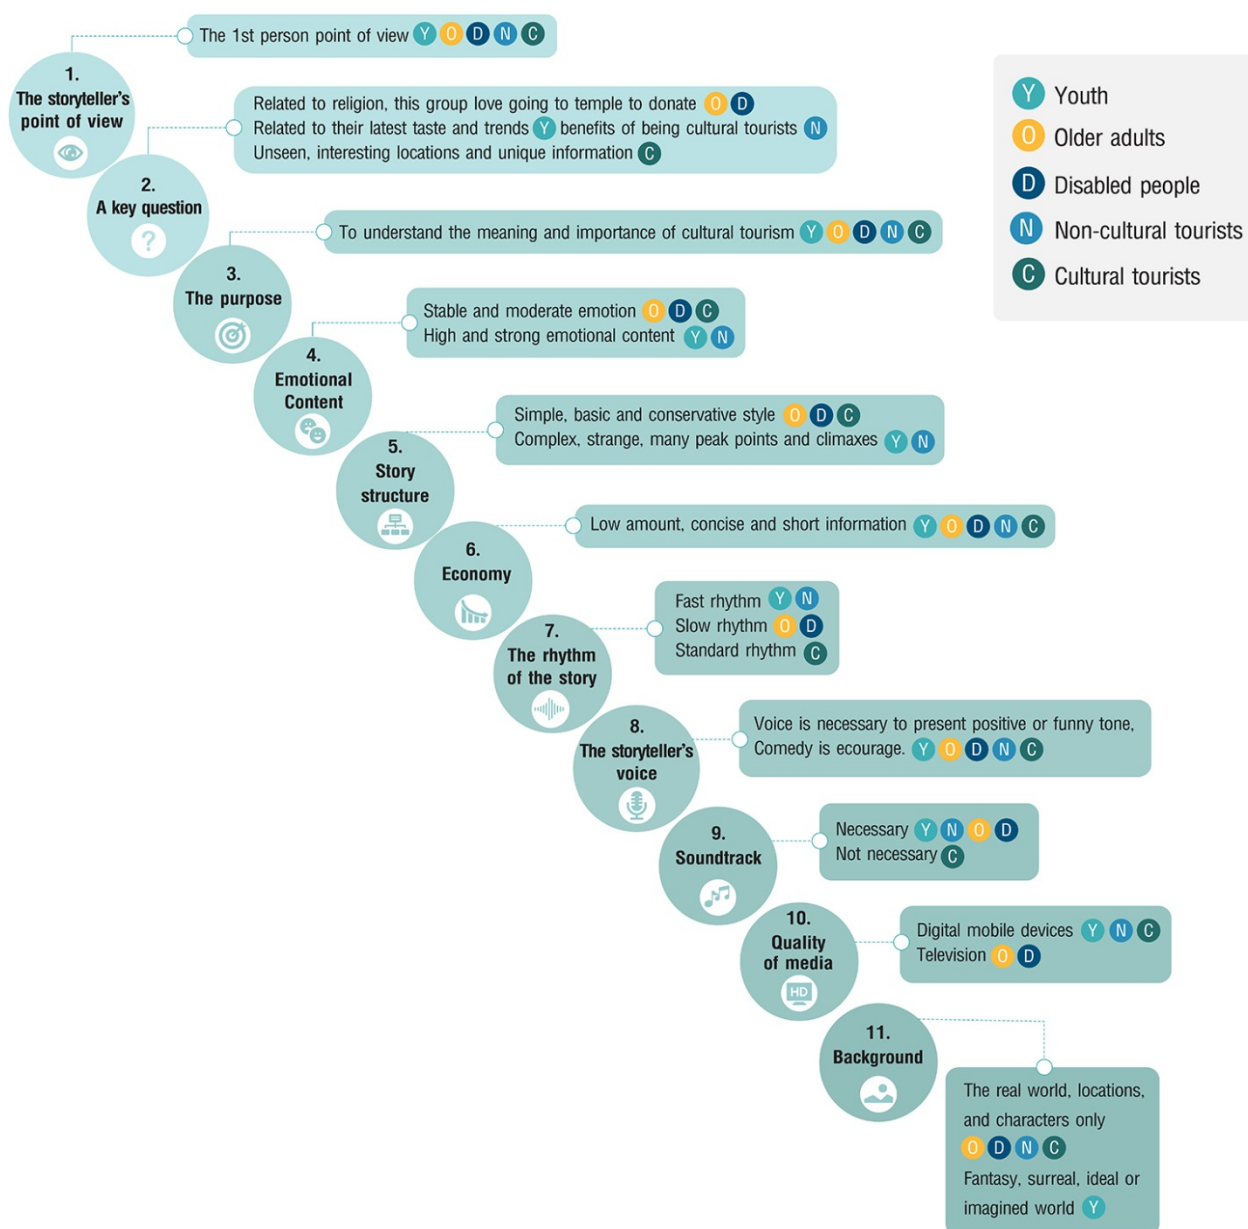 The 1st person point of view Y O D N C
1.
The storyteller's
point of view
Related to religion, this group love going to temple to donate O D
Related to their latest taste and trends Y benefits of being cultural tourists N
Unseen, interesting locations and unique information C
2.
A key question
?
To understand the meaning and importance of cultural tourism Y O D N C
3.
The purpose
Stable and moderate emotion O D C
High and strong emotional content Y N
4.
Emotional
Content
Simple, basic and conservative style O D C
Complex, strange, many peak points and climaxes Y N
5.
Story
structure
Low amount, concise and short information Y O D N C
6.
Economy
Fast rhythm Y N
Slow rhythm O D
Standard rhythm C
7.
The rhythm
of the story
Voice is necessary to present positive or funny tone,
Comedy is ecourage. Y O D N C
8.
The storyteller's
voice
Necessary Y N O D
Not necessary C
9.
Soundtrack
Digital mobile devices Y N C
Television O D
10.
Quality
of media
HD
11.
Background
The real world, locations,
and characters only
O D N C
Fantasy, surreal, ideal or
imagined world Y
Y Youth
O Older adults
D Disabled people
N Non-cultural tourists
C Cultural tourists